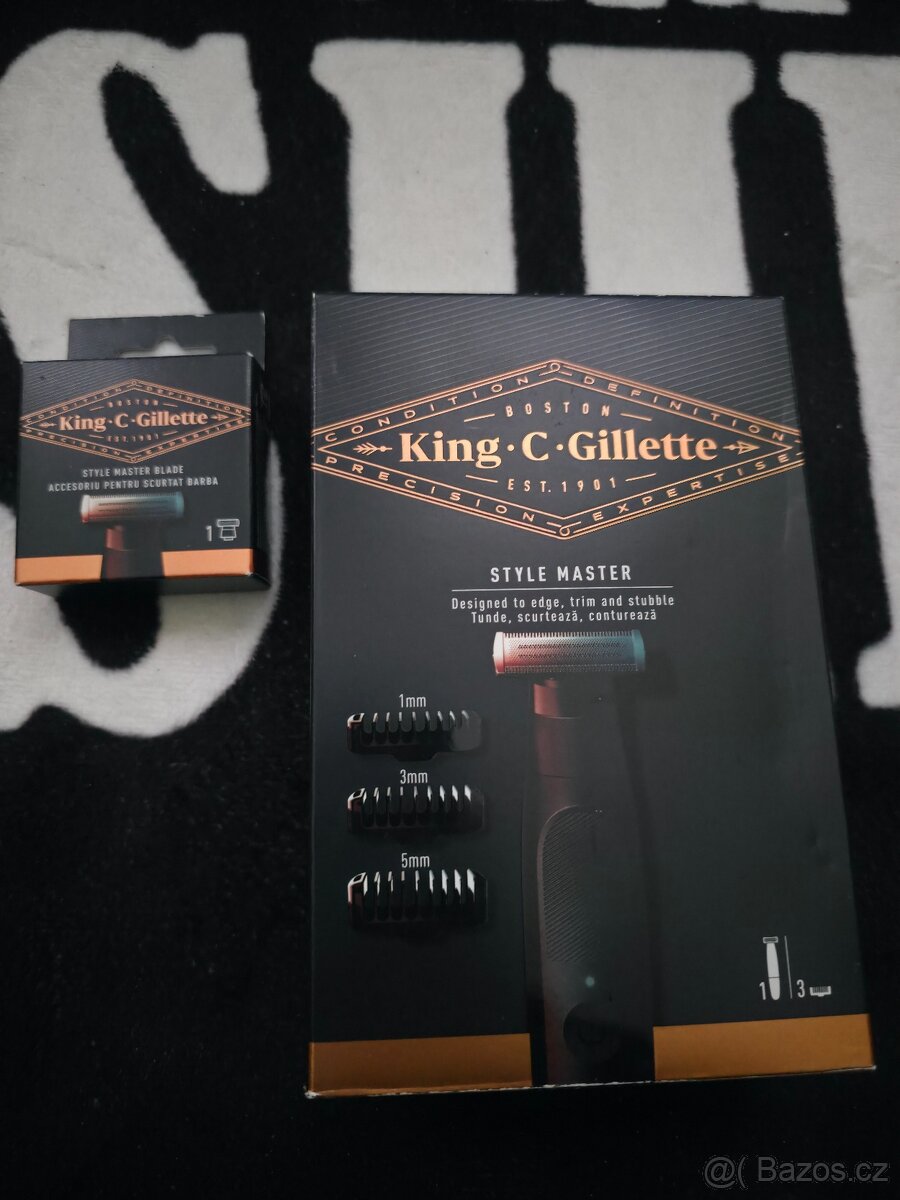 CONDITION DEFINITION
BOSTON
King·C·Gillette
EST.1901
PRECISION EXPERTISE
STYLE MASTER BLADE
ACCESORIU PENTRU SCURTAT BARBA
1
CONDITION DEFINITION
BOSTON
King·C·Gillette
EST.1901
PRECISION EXPERTISE
STYLE MASTER
Designed to edge, trim and stubble
Tunde, scurtează, conturează
1mm
3mm
5mm
1 3
@( Bazos.cz